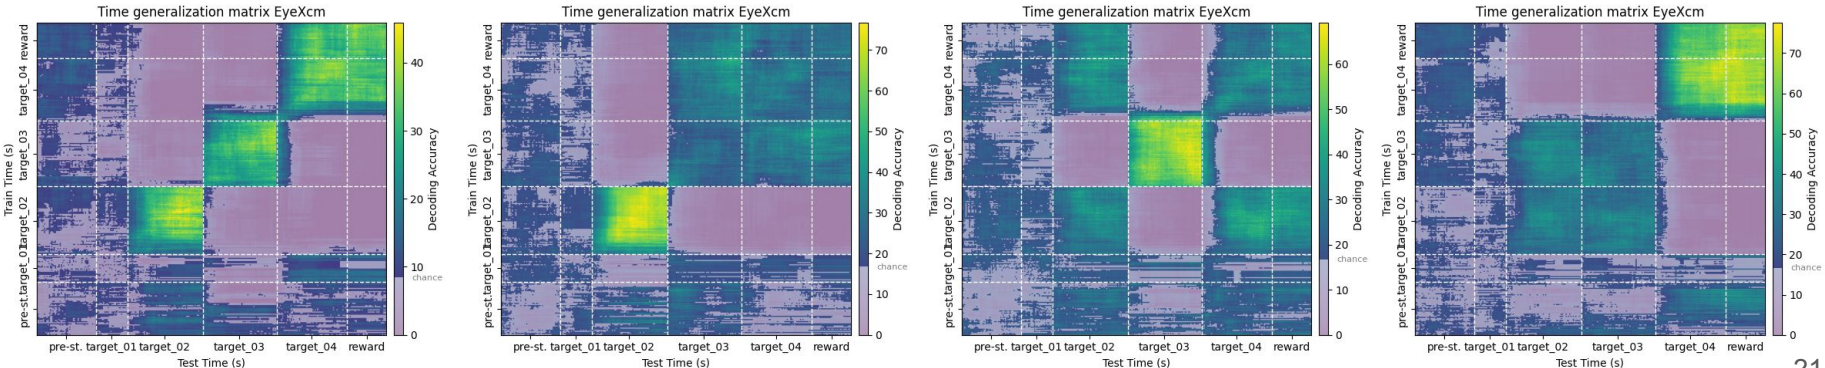 Time generalization matrix EyeXcm
Train Time (s)
reward
target_04
target_03
target_02
target_01
pre-st.
pre-st. target_01 target_02 target_03 target_04 reward
Test Time (s)
40
30
20
10
chance
0
Decoding Accuracy
Time generalization matrix EyeXcm
Train Time (s)
reward
target_04
target_03
target_02
target_01
pre-st.
pre-st. target_01 target_02 target_03 target_04 reward
Test Time (s)
70
60
50
40
30
20
chance
10
0
Decoding Accuracy
Time generalization matrix EyeXcm
Train Time (s)
reward
target_04
target_03
target_02
target_01
pre-st.
pre-st. target_01 target_02 target_03 target_04 reward
Test Time (s)
60
50
40
30
20
chance
10
0
Decoding Accuracy
Time generalization matrix EyeXcm
Train Time (s)
reward
target_04
target_03
target_02
target_01
pre-st.
pre-st. target_01 target_02 target_03 target_04 reward
Test Time (s)
70
60
50
40
30
20
chance
10
0
Decoding Accuracy